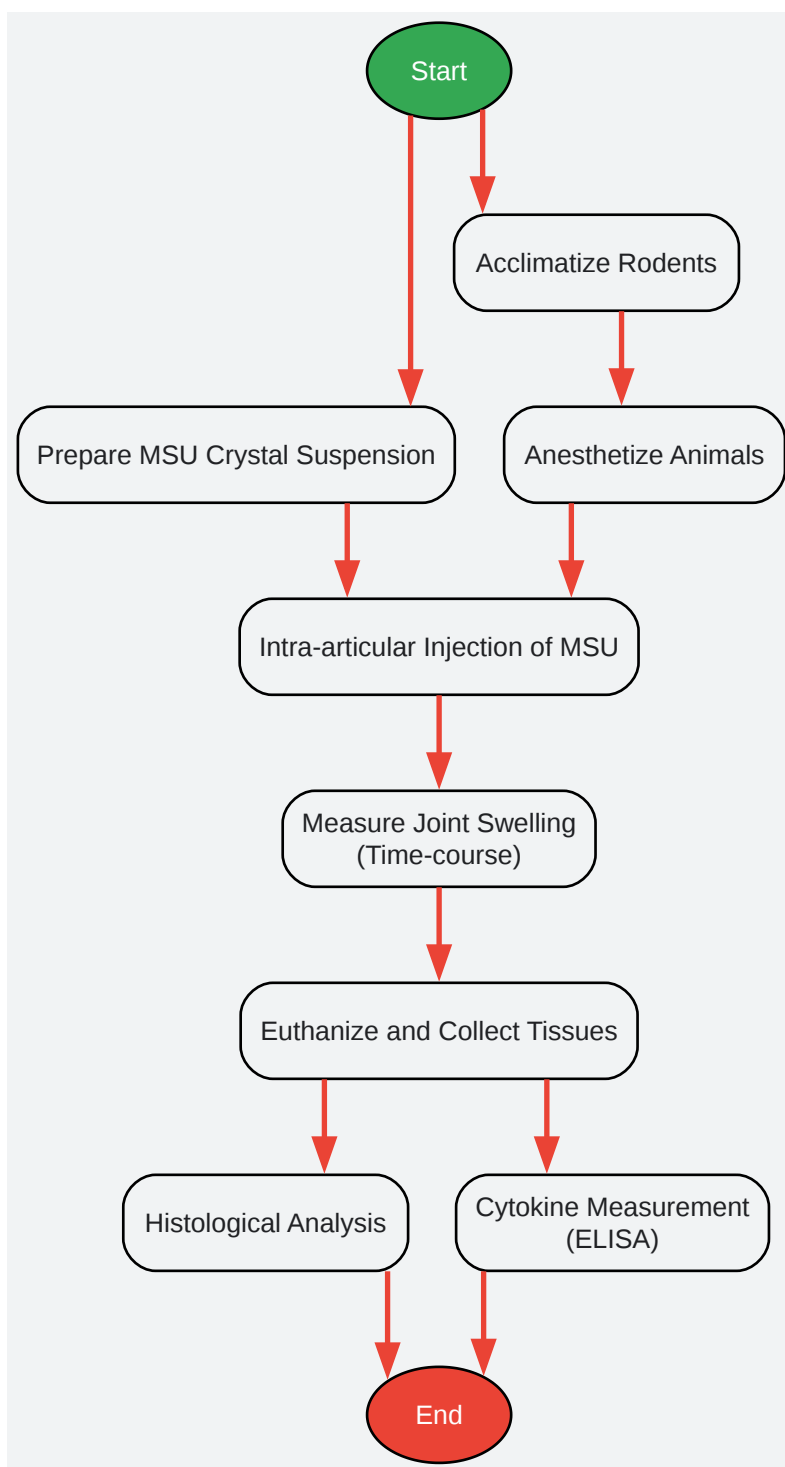 Start
Acclimatize Rodents
Prepare MSU Crystal Suspension
Anesthetize Animals
Intra-articular Injection of MSU
Measure Joint Swelling
(Time-course)
Euthanize and Collect Tissues
Histological Analysis
Cytokine Measurement
(ELISA)
End